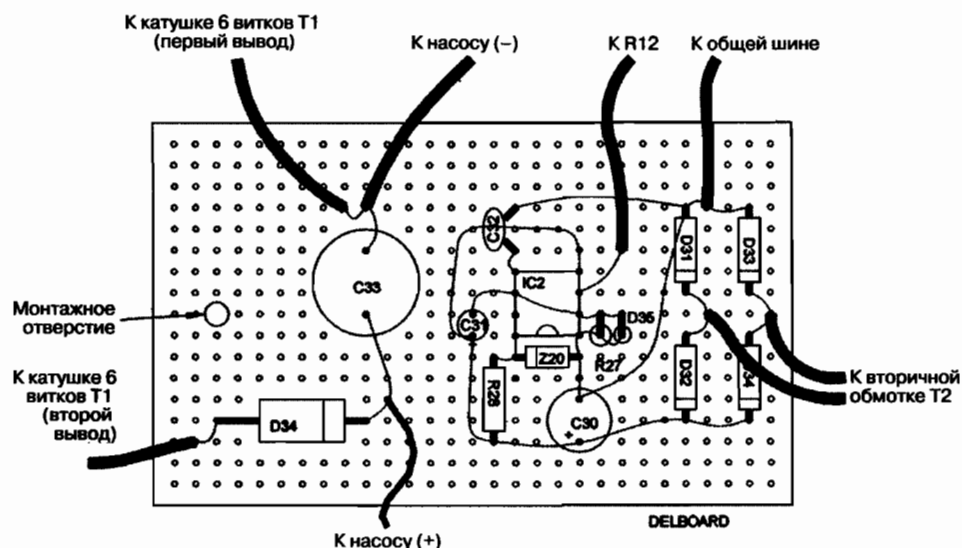 К катушке 6 витков Т1
(первый вывод)
К насосу (–)
К R12
К общей шине
C32
D31
D33
IC2
C33
Монтажное
отверстие
C31
D35
R27
Z20
R28
D32
D34
К катушке 6
витков Т1
(второй
вывод)
D34
C30
+
К вторичной
обмотке Т2
DELBOARD
К насосу (+)